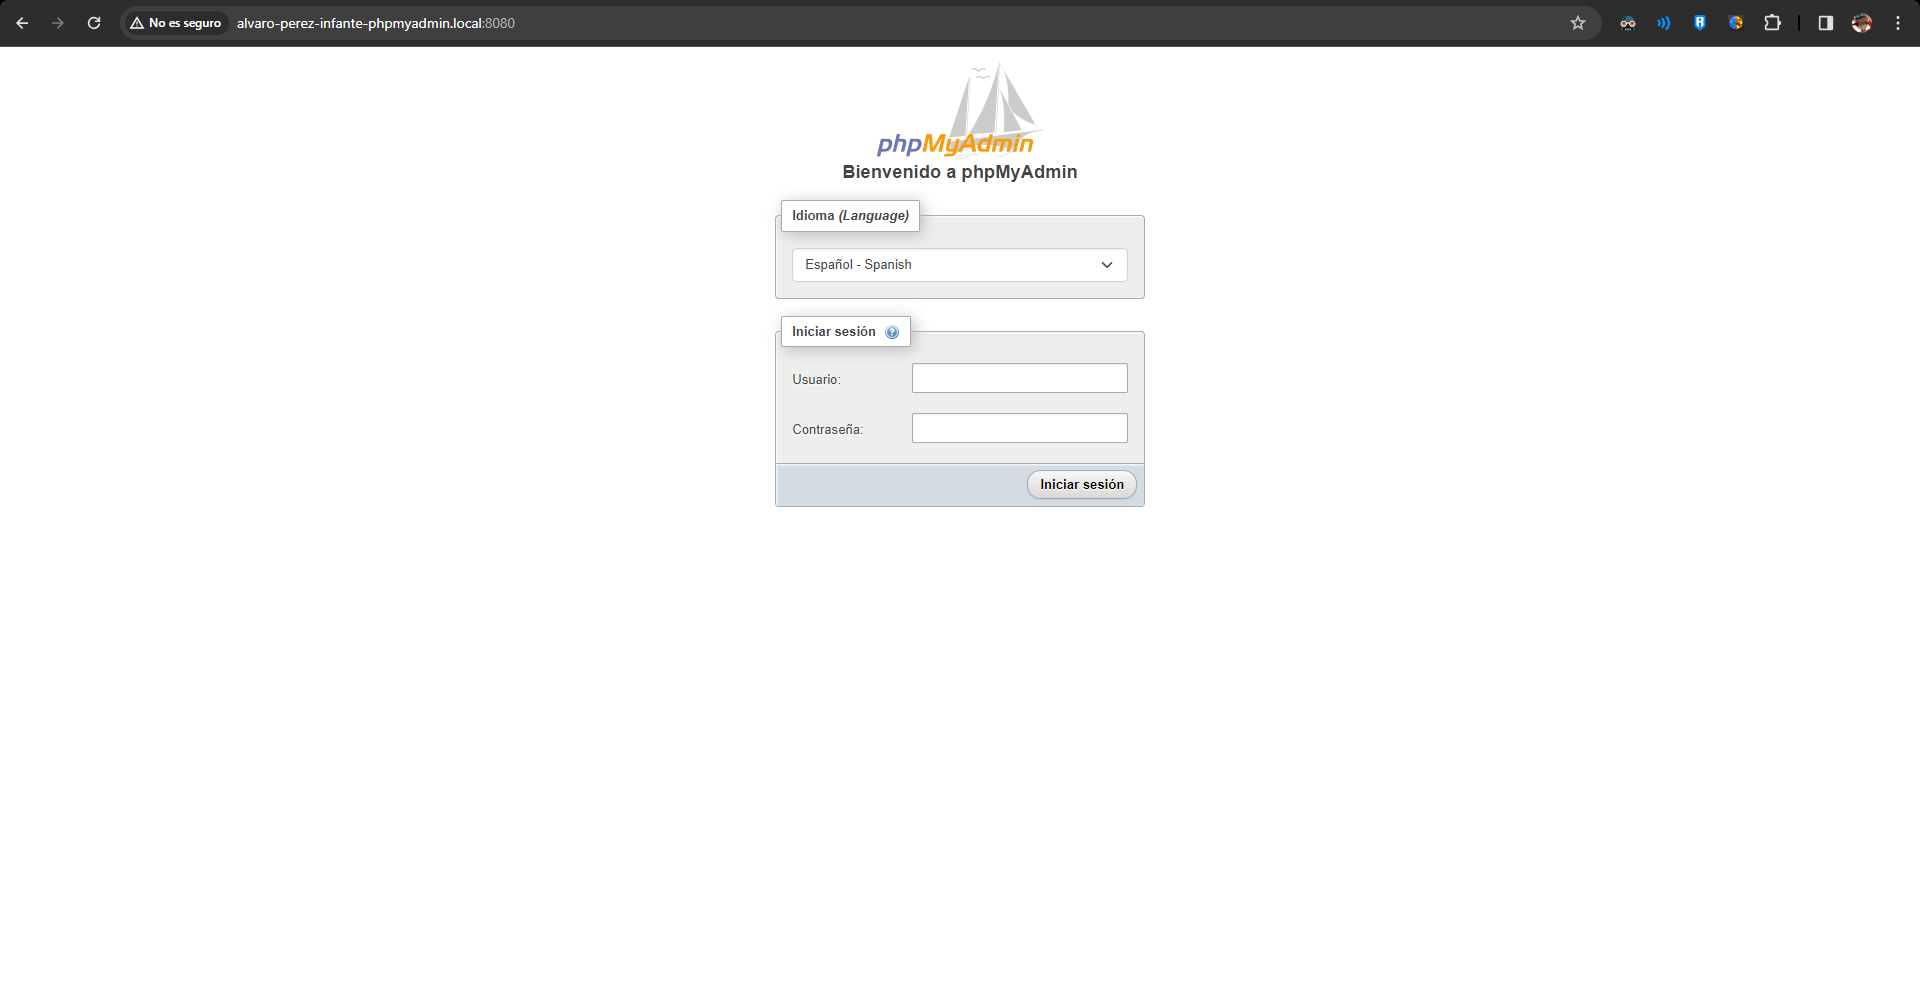 No es seguro alvaro-perez-infante-phpmyadmin.local:8080
phpMyAdmin
Bienvenido a phpMyAdmin
Idioma (Language)
Español - Spanish
Iniciar sesión
Usuario:
Contraseña:
Iniciar sesión